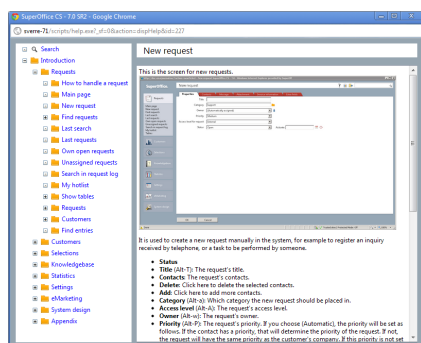 SuperOffice CS - 7.0 SR2 - Google Chrome
sverre-71/scripts/help.exe?_sf=0&action=dispHelp&id=227
Search
Introduction
Requests
How to handle a request
Main page
New request
Find requests
Last search
Last requests
Own open requests
Unassigned requests
Search in request log
My hotlist
Show tables
Requests
Customers
Find entries
Customers
Selections
Knowledgebase
Statistics
Settings
eMarketing
System design
Appendix
New request
This is the screen for new requests.
SuperOffice
New request
It is used to create a new request manually in the system, for example to register an inquiry
received by telephone, or a task to be performed by someone.
Status
Title (Alt-T): The request's title.
Contacts: The request's contacts.
Delete: Click here to delete the selected contacts.
Add: Click here to add more contacts.
Category (Alt-a): Which category the new request should be placed in.
Access level (Alt-A): The request's access level.
Owner (Alt-w): The request's owner.
Priority (Alt-P): The request's priority. If you choose (Automatic), the priority will be set as
follows. If the contact has a priority, that will determine the priority of the request. If not,
the request will have the same priority as the customer's company. If this priority is not set